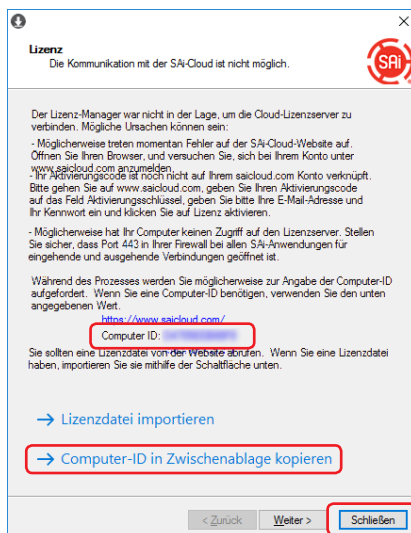 Lizenz
Die Kommunikation mit der SAi-Cloud ist nicht möglich.
SAi
Der Lizenz-Manager war nicht in der Lage, um die Cloud-Lizenzserver zu
verbinden. Mögliche Ursachen können sein:
- Möglicherweise treten momentan Fehler auf der SAi-Cloud-Website auf.
Öffnen Sie Ihren Browser, und versuchen Sie, sich bei Ihrem Konto unter
www.saicloud.com anzumelden.
- Ihr Aktivierungscode ist noch nicht auf Ihrem saicloud.com Konto verknüpft.
Bitte gehen Sie auf www.saicloud.com, geben Sie Ihren Aktivierungscode
auf das Feld Aktivierungsschlüssel, geben Sie bitte Ihre E-Mail-Adresse und
Ihr Kennwort ein und klicken Sie auf Lizenz aktivieren.
- Möglicherweise hat Ihr Computer keinen Zugriff auf den Lizenzserver. Stellen
Sie sicher, dass Port 443 in Ihrer Firewall bei allen SAi-Anwendungen für
eingehende und ausgehende Verbindungen geöffnet ist.
Während des Prozesses werden Sie möglicherweise zur Angabe der Computer-ID
aufgefordert. Wenn Sie eine Computer-ID benötigen, verwenden Sie den unten
angegebenen Wert.
https://www.saicloud.com/
Computer ID:
Sie sollten eine Lizenzdatei von der Website abrufen. Wenn Sie eine Lizenzdatei
haben, importieren Sie sie mithilfe der Schaltfläche unten.
→ Lizenzdatei importieren
→ Computer-ID in Zwischenablage kopieren
< Zurück Weiter > Schließen